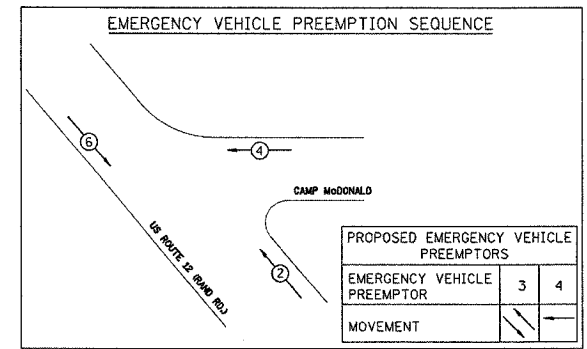 EMERGENCY VEHICLE PREEMPTION SEQUENCE
6
4
CAMP McDONALD
US ROUTE 12 (RAND RD.)
2
PROPOSED EMERGENCY VEHICLE
PREEMPTORS
EMERGENCY VEHICLE
PREEMPTOR
3
4
MOVEMENT